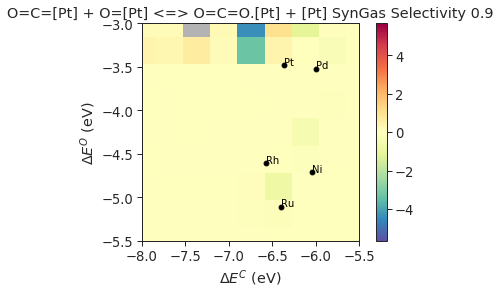 O=C=[Pt] + O=[Pt] <=> O=C=O.[Pt] + [Pt] SynGas Selectivity 0.9
−3.0
−3.5
−4.0
−4.5
−5.0
−5.5
ΔE^O (eV)
Pt
Pd
Rh
Ni
Ru
−8.0 −7.5 −7.0 −6.5 −6.0 −5.5
ΔE^C (eV)
4
2
0
−2
−4